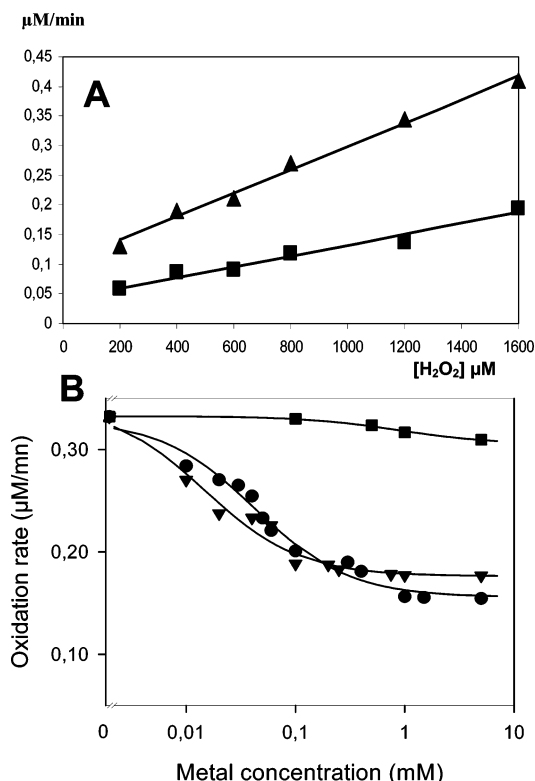 µM/min
0,45
0,4
0,35
0,3
0,25
0,2
0,15
0,1
0,05
0
A
0 200 400 600 800 1000 1200 1400 1600
[H₂O₂] µM
B
Oxidation rate (µM/mn)
0,30
0,20
0,10
0 0,01 0,1 1 10
Metal concentration (mM)